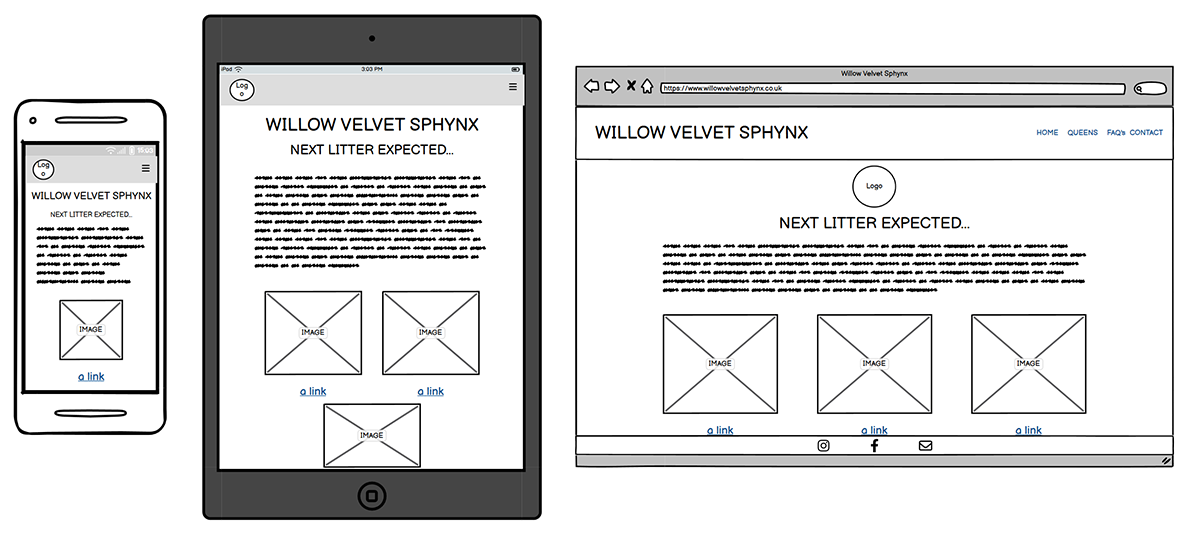 15:03
Log
o
WILLOW VELVET SPHYNX
NEXT LITTER EXPECTED...
IMAGE
a link
iPod
3:03 PM
Log
o
WILLOW VELVET SPHYNX
NEXT LITTER EXPECTED...
IMAGE IMAGE
a link a link
IMAGE
Willow Velvet Sphynx
https://www.willowvelvetsphynx.co.uk
WILLOW VELVET SPHYNX HOME QUEENS FAQ's CONTACT
Logo
NEXT LITTER EXPECTED...
IMAGE IMAGE IMAGE
a link a link a link